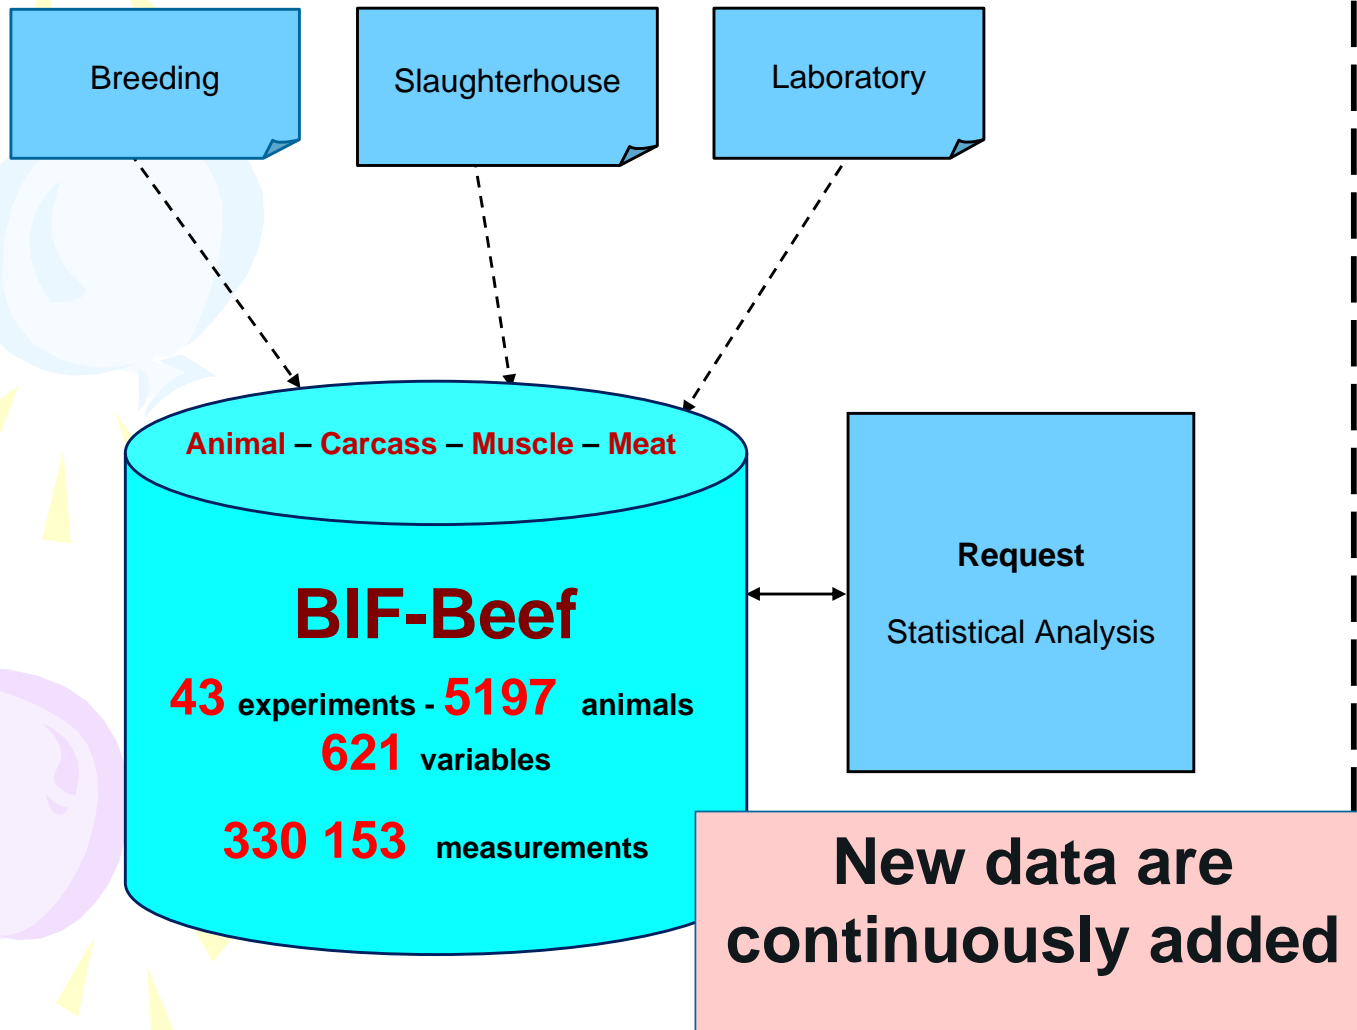 Breeding
Slaughterhouse
Laboratory
Animal – Carcass – Muscle – Meat
BIF-Beef
43 experiments - 5197 animals
621 variables
330 153 measurements
Request
Statistical Analysis
New data are
continuously added